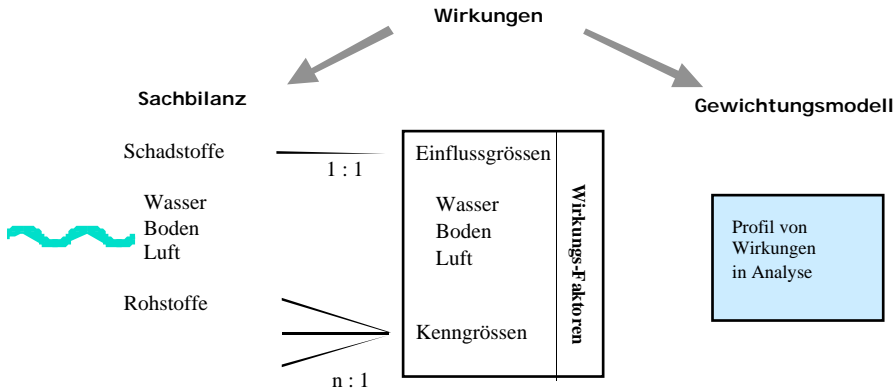 Wirkungen
Sachbilanz
Gewichtungsmodell
Schadstoffe
1 : 1
Einflussgrössen
Wasser
Boden
Luft
Wasser
Boden
Luft
Wirkungs-Faktoren
Profil von
Wirkungen
in Analyse
Rohstoffe
Kenngrössen
n : 1